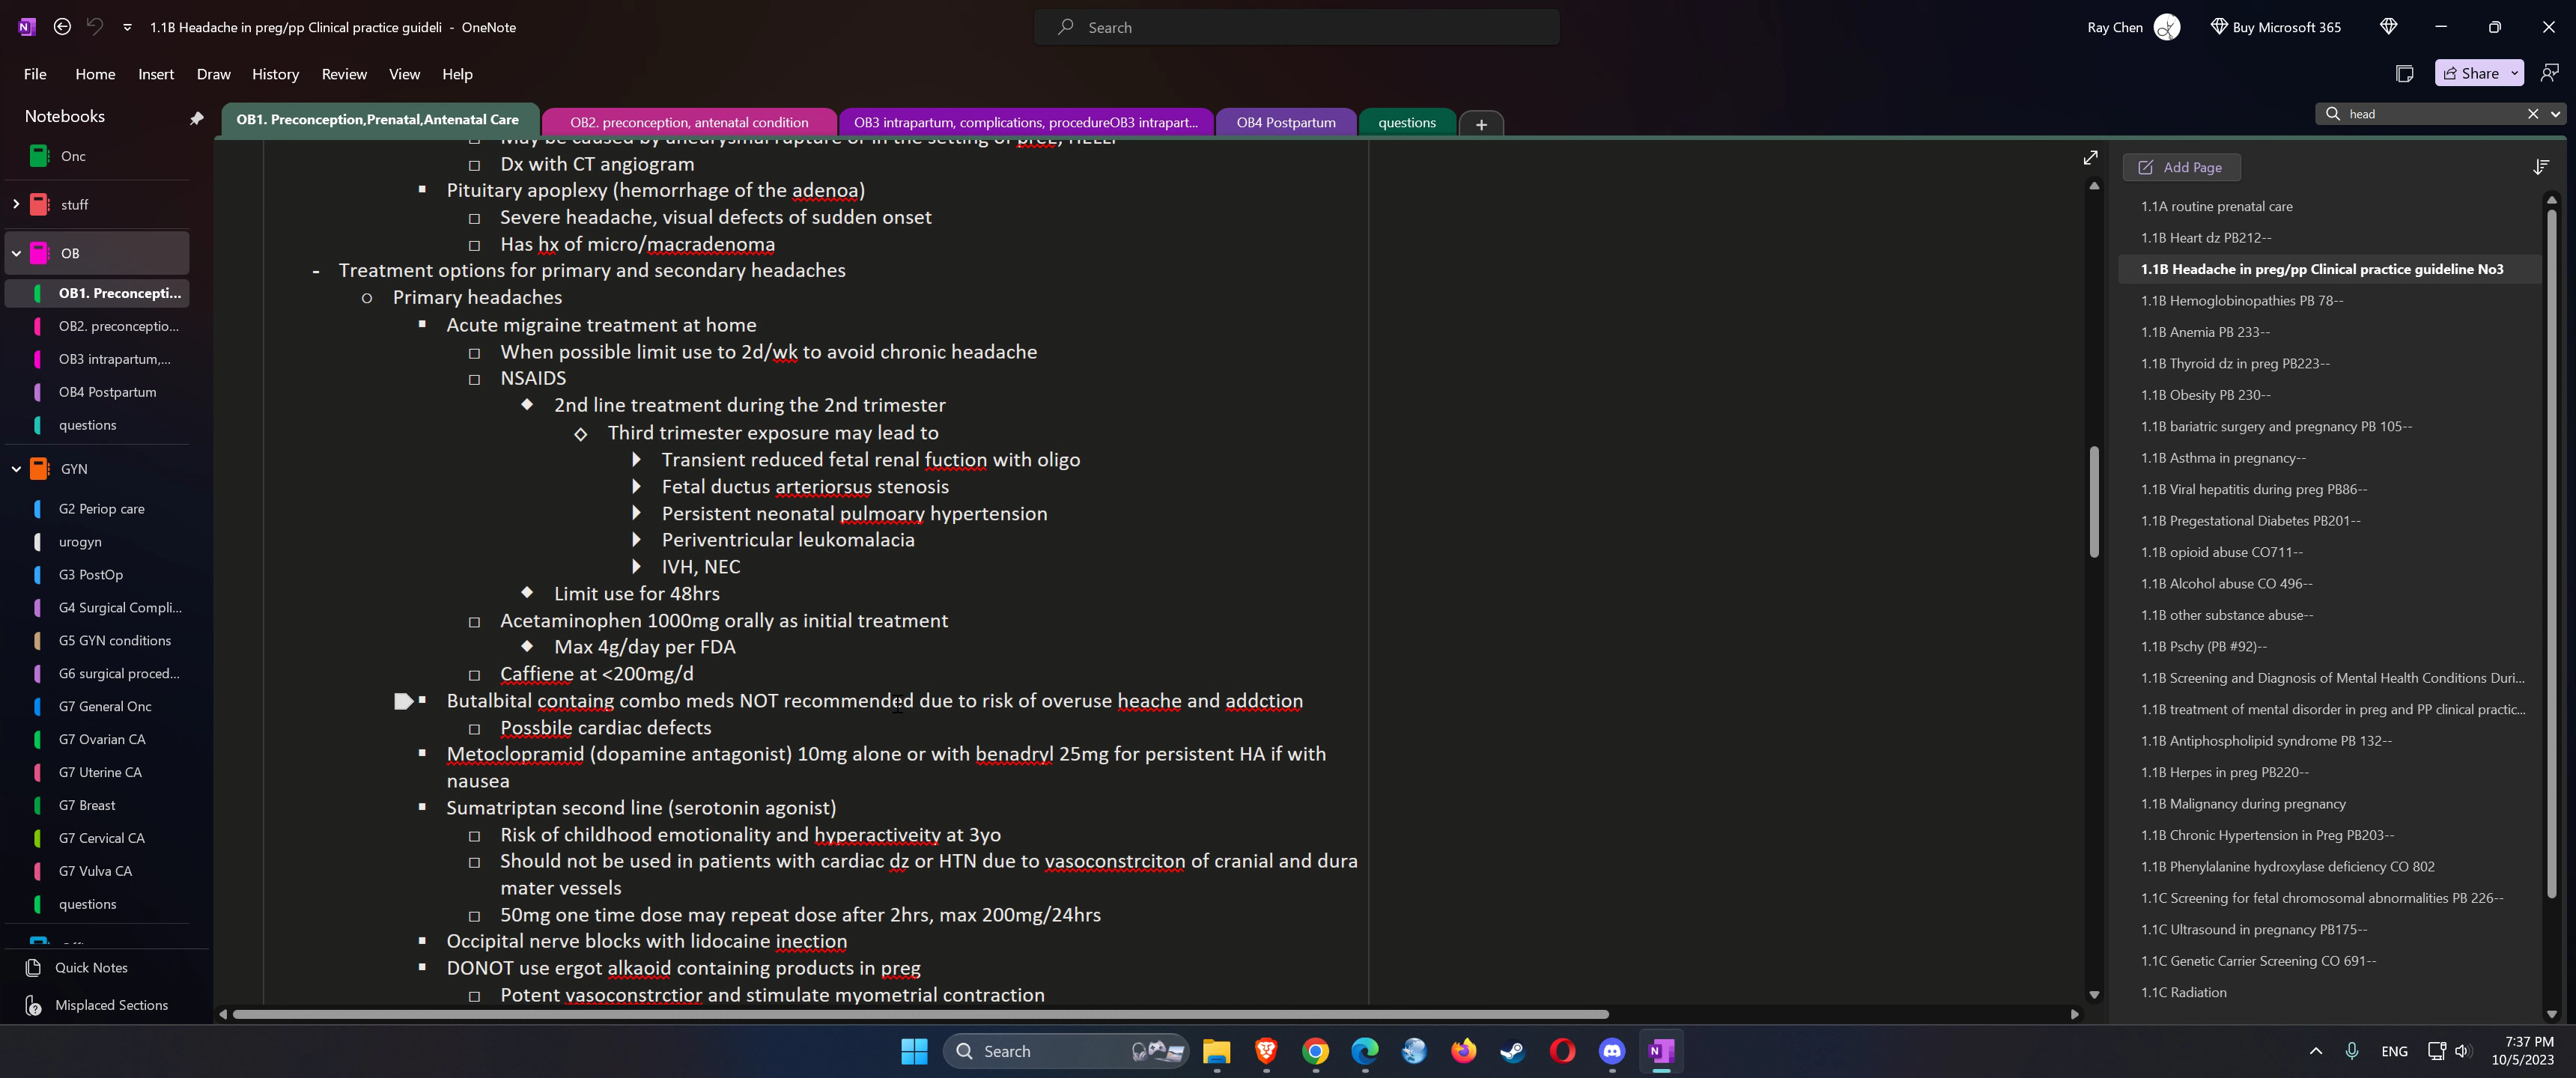 1.1B Headache in preg/pp Clinical practice guideli - OneNote
Search
Ray Chen
Buy Microsoft 365
File Home Insert Draw History Review View Help
Share
Notebooks
OB1. Preconception,Prenatal,Antenatal Care
OB2. preconception, antenatal condition
OB3 intrapartum, complications, procedureOB3 intrapart...
OB4 Postpartum
questions
+
head
Onc
stuff
OB
OB1. Preconcepti...
OB2. preconceptio...
OB3 intrapartum,...
OB4 Postpartum
questions
GYN
G2 Periop care
urogyn
G3 PostOp
G4 Surgical Compli...
G5 GYN conditions
G6 surgical proced...
G7 General Onc
G7 Ovarian CA
G7 Uterine CA
G7 Breast
G7 Cervical CA
G7 Vulva CA
questions
Quick Notes
Misplaced Sections
May be caused by aneurysmal rupture or in the setting of preE, HELLP
Dx with CT angiogram
Pituitary apoplexy (hemorrhage of the adenoa)
Severe headache, visual defects of sudden onset
Has hx of micro/macradenoma
- Treatment options for primary and secondary headaches
Primary headaches
Acute migraine treatment at home
When possible limit use to 2d/wk to avoid chronic headache
NSAIDS
2nd line treatment during the 2nd trimester
Third trimester exposure may lead to
Transient reduced fetal renal fuction with oligo
Fetal ductus arteriorsus stenosis
Persistent neonatal pulmoary hypertension
Periventricular leukomalacia
IVH, NEC
Limit use for 48hrs
Acetaminophen 1000mg orally as initial treatment
Max 4g/day per FDA
Caffiene at <200mg/d
Butalbital containg combo meds NOT recommended due to risk of overuse heache and addction
Possbile cardiac defects
Metoclopramid (dopamine antagonist) 10mg alone or with benadryl 25mg for persistent HA if with
nausea
Sumatriptan second line (serotonin agonist)
Risk of childhood emotionality and hyperactiveity at 3yo
Should not be used in patients with cardiac dz or HTN due to vasoconstrciton of cranial and dura
mater vessels
50mg one time dose may repeat dose after 2hrs, max 200mg/24hrs
Occipital nerve blocks with lidocaine inection
DONOT use ergot alkaoid containing products in preg
Potent vasoconstrctior and stimulate myometrial contraction
Add Page
1.1A routine prenatal care
1.1B Heart dz PB212--
1.1B Headache in preg/pp Clinical practice guideline No3
1.1B Hemoglobinopathies PB 78--
1.1B Anemia PB 233--
1.1B Thyroid dz in preg PB223--
1.1B Obesity PB 230--
1.1B bariatric surgery and pregnancy PB 105--
1.1B Asthma in pregnancy--
1.1B Viral hepatitis during preg PB86--
1.1B Pregestational Diabetes PB201--
1.1B opioid abuse CO711--
1.1B Alcohol abuse CO 496--
1.1B other substance abuse--
1.1B Pschy (PB #92)--
1.1B Screening and Diagnosis of Mental Health Conditions Duri...
1.1B treatment of mental disorder in preg and PP clinical practic...
1.1B Antiphospholipid syndrome PB 132--
1.1B Herpes in preg PB220--
1.1B Malignancy during pregnancy
1.1B Chronic Hypertension in Preg PB203--
1.1B Phenylalanine hydroxylase deficiency CO 802
1.1C Screening for fetal chromosomal abnormalities PB 226--
1.1C Ultrasound in pregnancy PB175--
1.1C Genetic Carrier Screening CO 691--
1.1C Radiation
Search
ENG
7:37 PM
10/5/2023